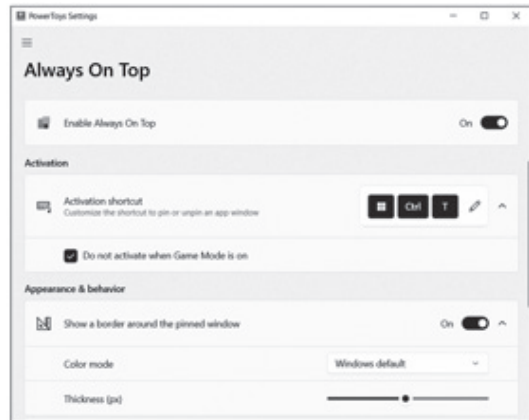 PowerToys Settings
Always On Top
Enable Always On Top
On
Activation
Activation shortcut
Customize the shortcut to pin or unpin an app window
Ctrl
T
Do not activate when Game Mode is on
Appearance & behavior
Show a border around the pinned window
On
Color mode
Windows default
Thickness (px)